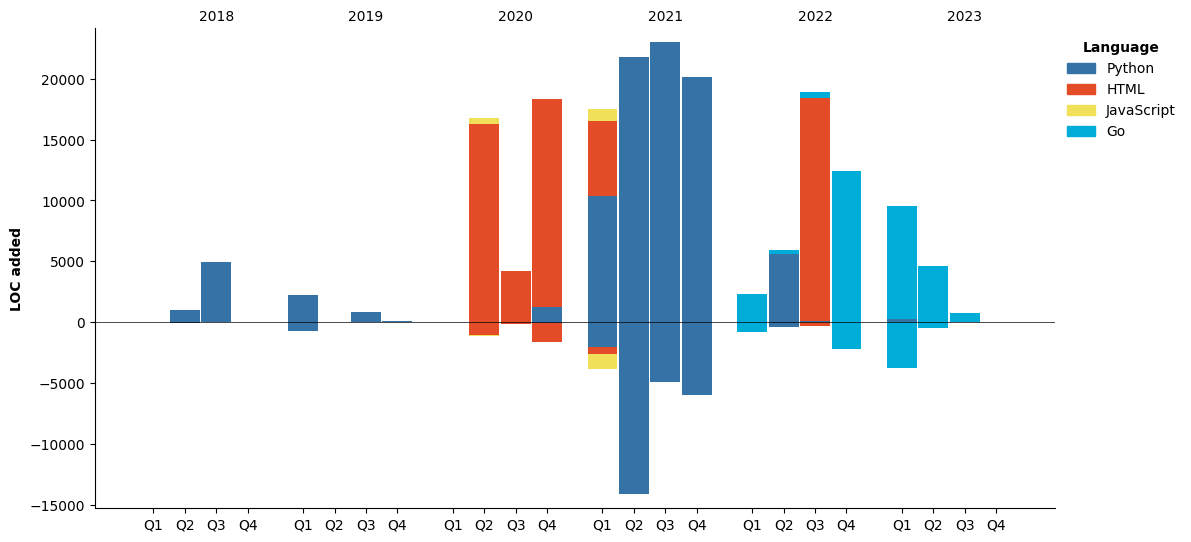 2018 2019 2020 2021 2022 2023
Language
Python
HTML
JavaScript
Go
LOC added
20000
15000
10000
5000
0
−5000
−10000
−15000
Q1 Q2 Q3 Q4 Q1 Q2 Q3 Q4 Q1 Q2 Q3 Q4 Q1 Q2 Q3 Q4 Q1 Q2 Q3 Q4 Q1 Q2 Q3 Q4